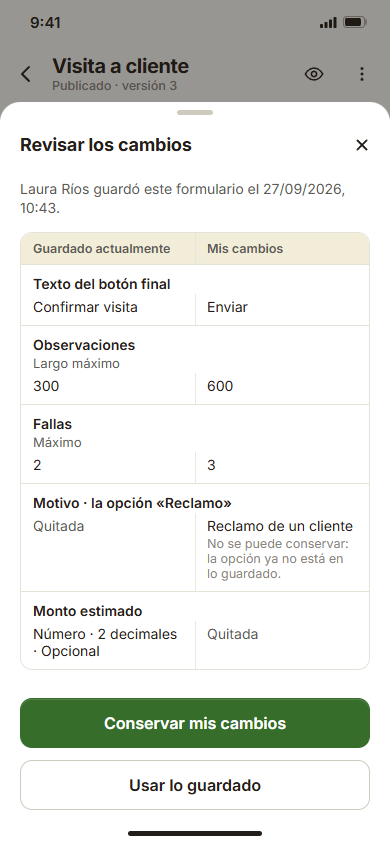 9:41
Visita a cliente
Publicado · versión 3
Revisar los cambios
Laura Ríos guardó este formulario el 27/09/2026,
10:43.
Guardado actualmente
Mis cambios
Texto del botón final
Confirmar visita
Enviar
Observaciones
Largo máximo
300
600
Fallas
Máximo
2
3
Motivo · la opción «Reclamo»
Quitada
Reclamo de un cliente
No se puede conservar:
la opción ya no está en
lo guardado.
Monto estimado
Número · 2 decimales
· Opcional
Quitada
Conservar mis cambios
Usar lo guardado